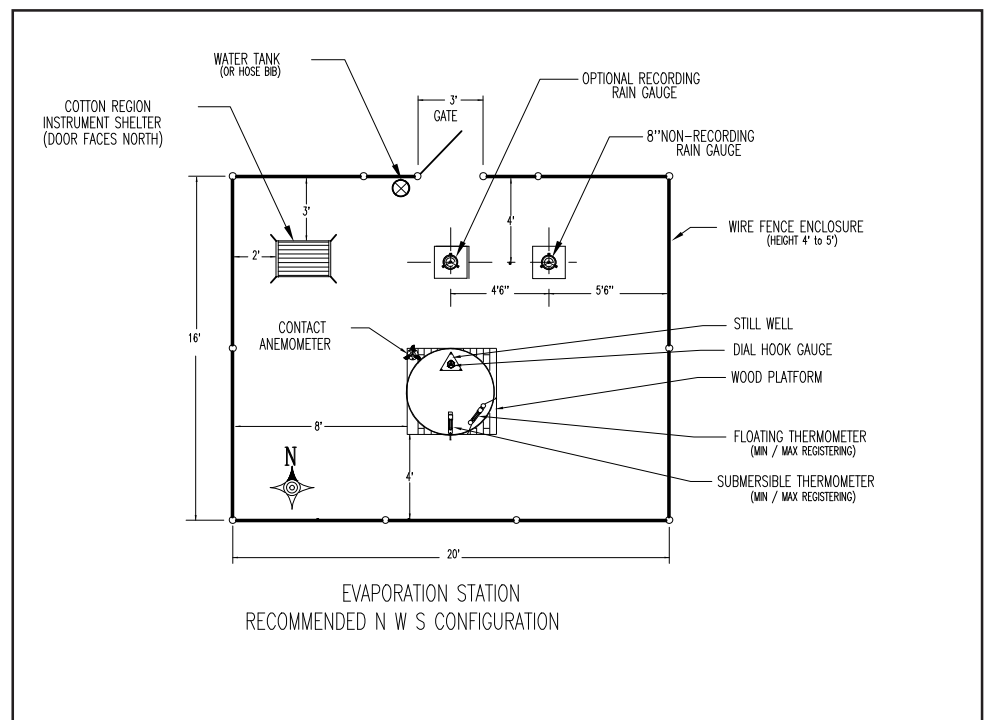 WATER TANK
(OR HOSE BIB)
COTTON REGION
INSTRUMENT SHELTER
(DOOR FACES NORTH)
3'
GATE
OPTIONAL RECORDING
RAIN GAUGE
8''NON-RECORDING
RAIN GAUGE
3'
4'
WIRE FENCE ENCLOSURE
(HEIGHT 4' to 5')
2'
4'6''
5'6''
16'
CONTACT
ANEMOMETER
STILL WELL
DIAL HOOK GAUGE
WOOD PLATFORM
8'
FLOATING THERMOMETER
(MIN / MAX REGISTERING)
N
4'
SUBMERSIBLE THERMOMETER
(MIN / MAX REGISTERING)
20'
EVAPORATION STATION
RECOMMENDED N W S CONFIGURATION